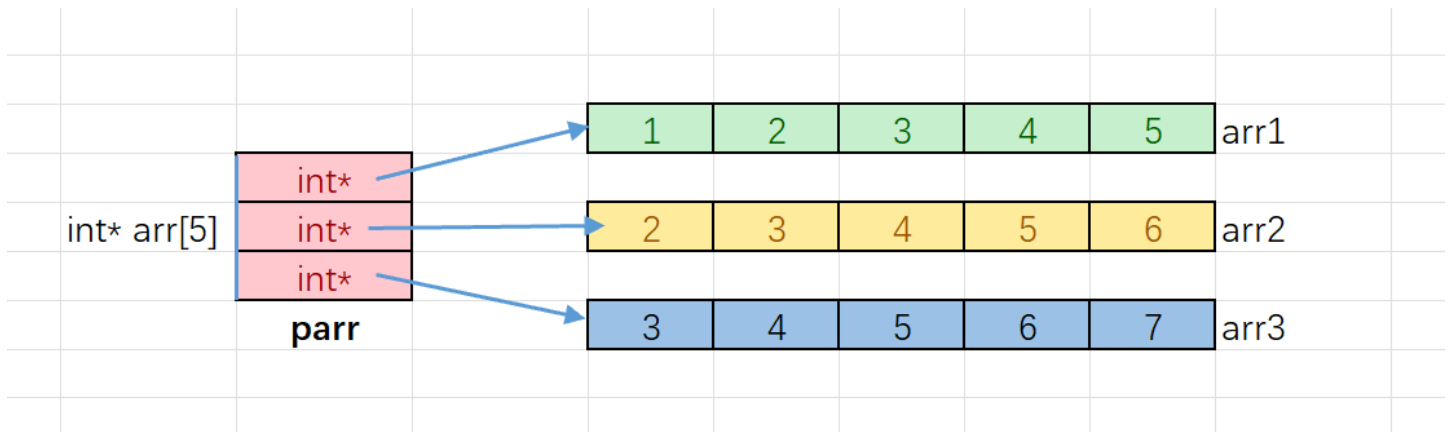 1 2 3 4 5 arr1
int*
int* arr[5] int* 2 3 4 5 6 arr2
int*
parr 3 4 5 6 7 arr3